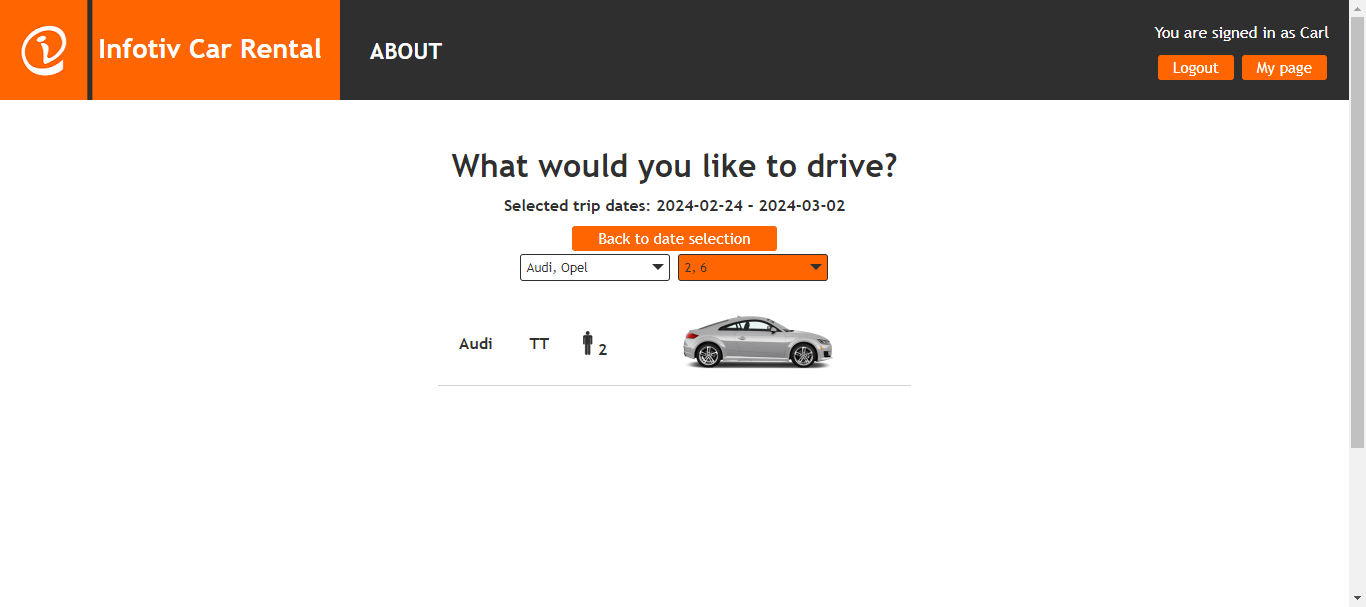 Infotiv Car Rental
ABOUT
You are signed in as Carl
Logout
My page
What would you like to drive?
Selected trip dates: 2024-02-24 - 2024-03-02
Back to date selection
Audi, Opel
2, 6
Audi
TT
2